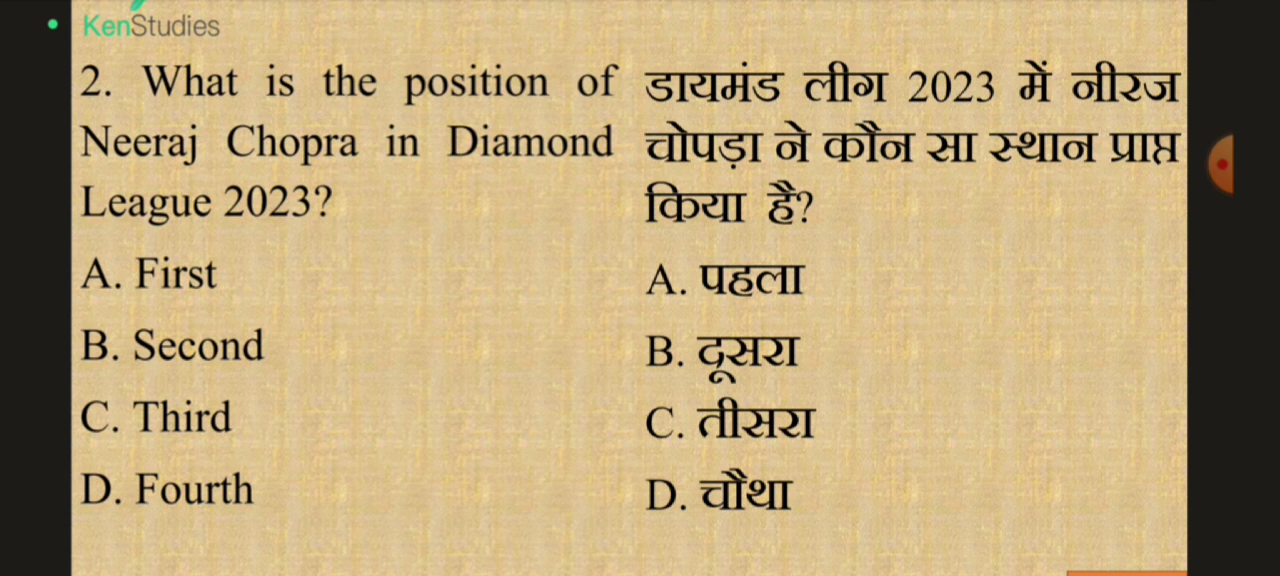 KenStudies
2. What is the position of
Neeraj Chopra in Diamond
League 2023?
A. First
B. Second
C. Third
D. Fourth
डायमंड लीग 2023 में नीरज
चोपड़ा ने कौन सा स्थान प्राप्त
किया है?
A. पहला
B. दूसरा
C. तीसरा
D. चौथा